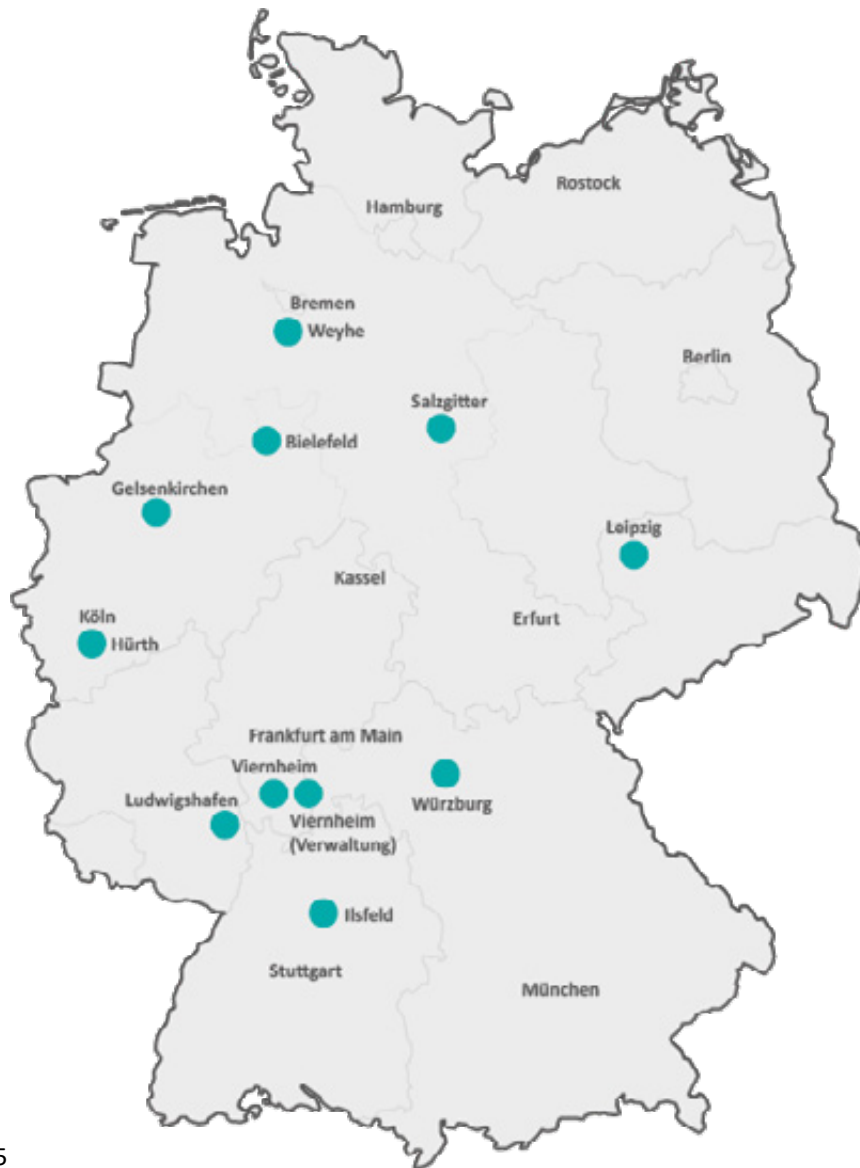 Rostock
Hamburg
Bremen
Weyhe
Berlin
Salzgitter
Bielefeld
Gelsenkirchen
Leipzig
Kassel
Köln
Erfurt
Hürth
Frankfurt am Main
Viernheim
Ludwigshafen
Würzburg
Viernheim
(Verwaltung)
Ilsfeld
Stuttgart
München